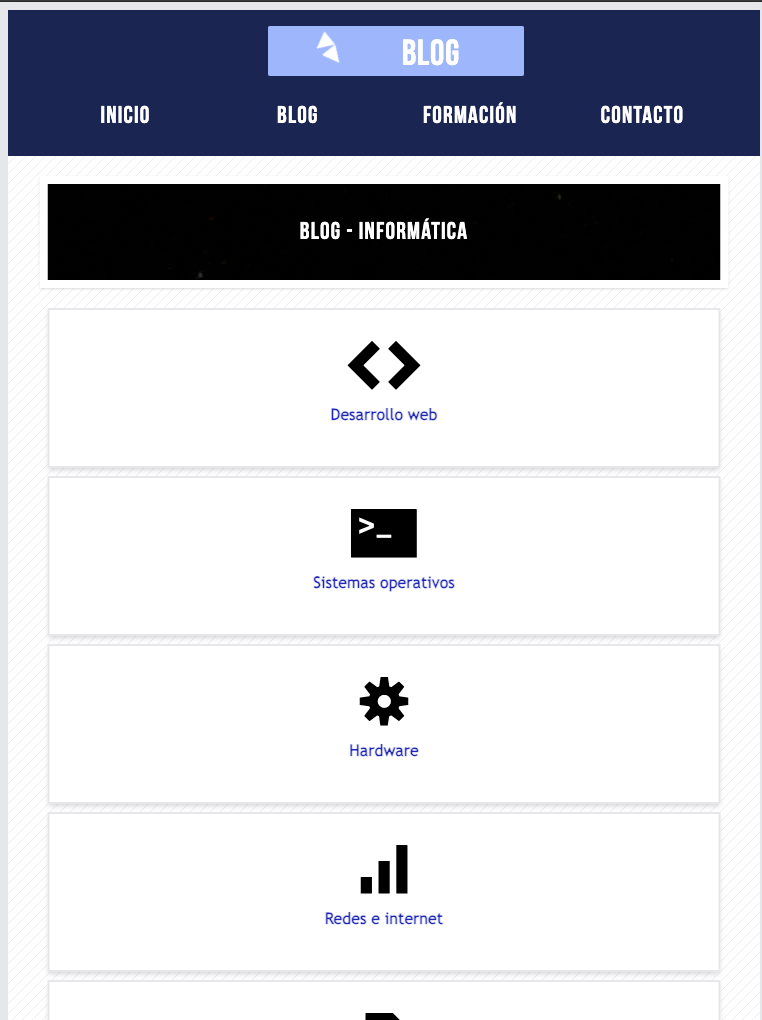 BLOG
INICIO BLOG FORMACIÓN CONTACTO
BLOG - INFORMÁTICA
Desarrollo web
>_
Sistemas operativos
Hardware
Redes e internet